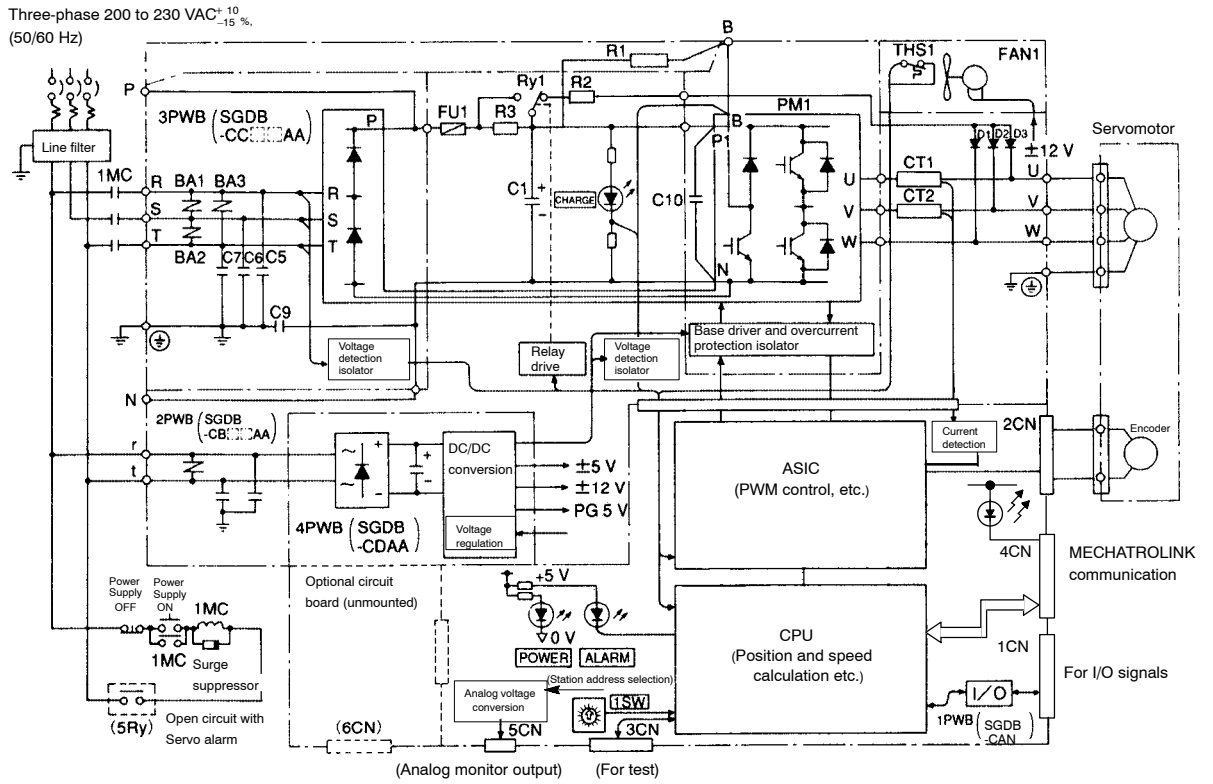 Three-phase 200 to 230 VAC +10 −15 %,
(50/60 Hz)
B
R1
THS1
FAN1
P
Ry1
R2
3PWB (SGDB
-CC AA)
P
FU1
R3
B
PM1
P1
D1 D2 D3
±12 V
Servomotor
Line filter
1MC
R
BA1
BA3
R
C1
+
−
CHARGE
C10
U
CT1
U
S
S
V
CT2
V
T
BA2
C7
C6
C5
T
N
W
W
C9
Base driver and overcurrent
protection isolator
Voltage
detection
isolator
Relay
drive
Voltage
detection
isolator
N
2PWB (SGDB
-CB AA)
r
t
~
~
+
−
+
−
DC/DC
conversion
±5 V
±12 V
PG 5 V
Voltage
regulation
4PWB (SGDB
-CDAA)
ASIC
(PWM control, etc.)
Current
detection
2CN
Encoder
4CN
MECHATROLINK
communication
Power
Supply
OFF
Power
Supply
ON
1MC
1MC
Surge
suppressor
Optional circuit
board (unmounted)
+5 V
0 V
POWER
ALARM
CPU
(Position and speed
calculation etc.)
1CN
For I/O signals
I/O
1PWB (SGDB
-CAN)
(Station address selection)
Analog voltage
conversion
1SW
(5Ry)
Open circuit with
Servo alarm
(6CN)
5CN
3CN
(Analog monitor output)
(For test)